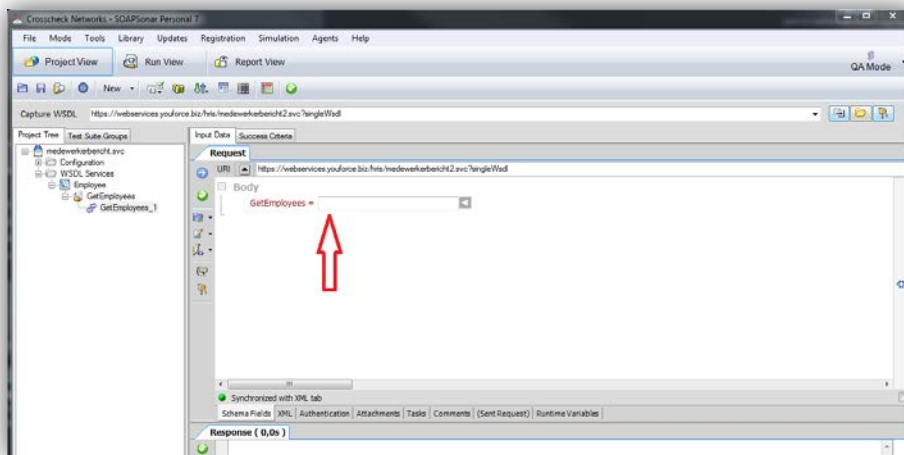 Crosscheck Networks - SOAPSonar Personal 7
File Mode Tools Library Updates Registration Simulation Agents Help
Project View Run View Report View
QA Mode
New
Capture WSDL https://webservices.youforce.biz/hris/medewerkerbericht2.svc?singleWsdl
Project Tree Test Suite Groups
Input Data Success Criteria
medewerkerbericht.svc
Configuration
WSDL Services
Employee
GetEmployees
GetEmployees_1
Request
URI https://webservices.youforce.biz/hris/medewerkerbericht2.svc?singleWsdl
Body
GetEmployees =
Synchronized with XML tab
Schema Fields XML Authentication Attachments Tasks Comments (Sent Request) Runtime Variables
Response ( 0,0s )